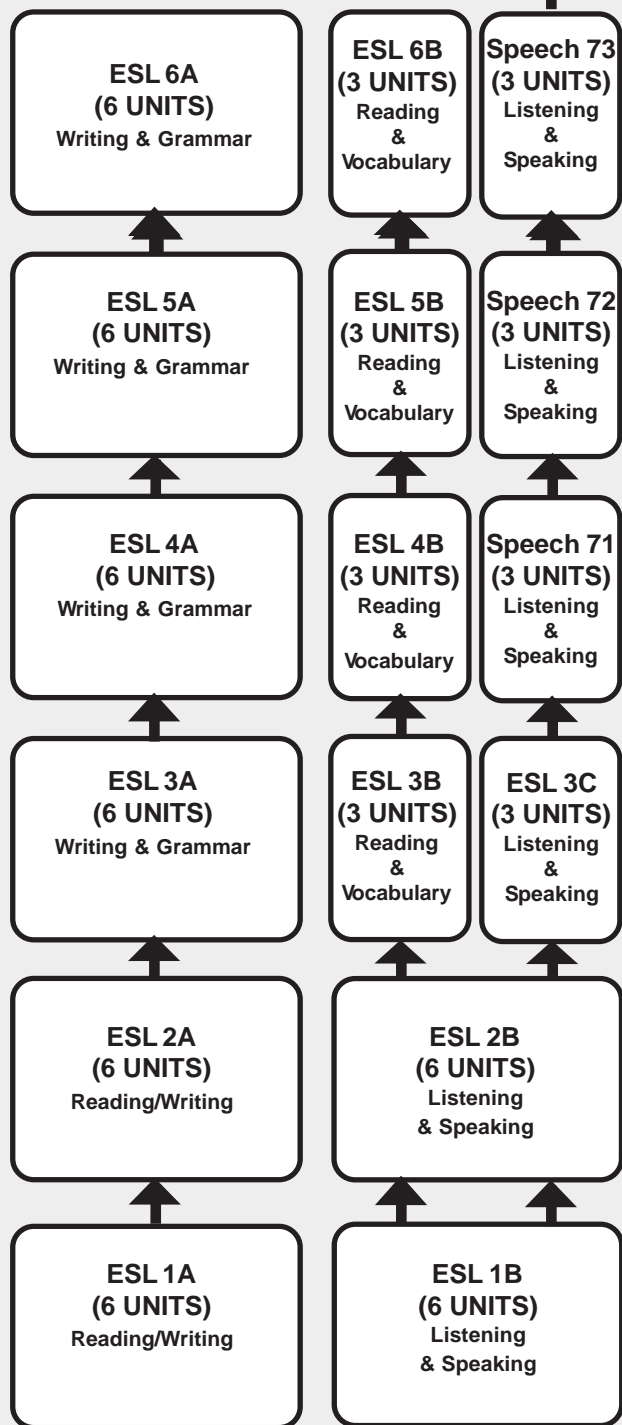 ESL 6A
(6 UNITS)
Writing & Grammar
ESL 6B
(3 UNITS)
Reading
&
Vocabulary
Speech 73
(3 UNITS)
Listening
&
Speaking
ESL 5A
(6 UNITS)
Writing & Grammar
ESL 5B
(3 UNITS)
Reading
&
Vocabulary
Speech 72
(3 UNITS)
Listening
&
Speaking
ESL 4A
(6 UNITS)
Writing & Grammar
ESL 4B
(3 UNITS)
Reading
&
Vocabulary
Speech 71
(3 UNITS)
Listening
&
Speaking
ESL 3A
(6 UNITS)
Writing & Grammar
ESL 3B
(3 UNITS)
Reading
&
Vocabulary
ESL 3C
(3 UNITS)
Listening
&
Speaking
ESL 2A
(6 UNITS)
Reading/Writing
ESL 2B
(6 UNITS)
Listening
& Speaking
ESL 1A
(6 UNITS)
Reading/Writing
ESL 1B
(6 UNITS)
Listening
& Speaking